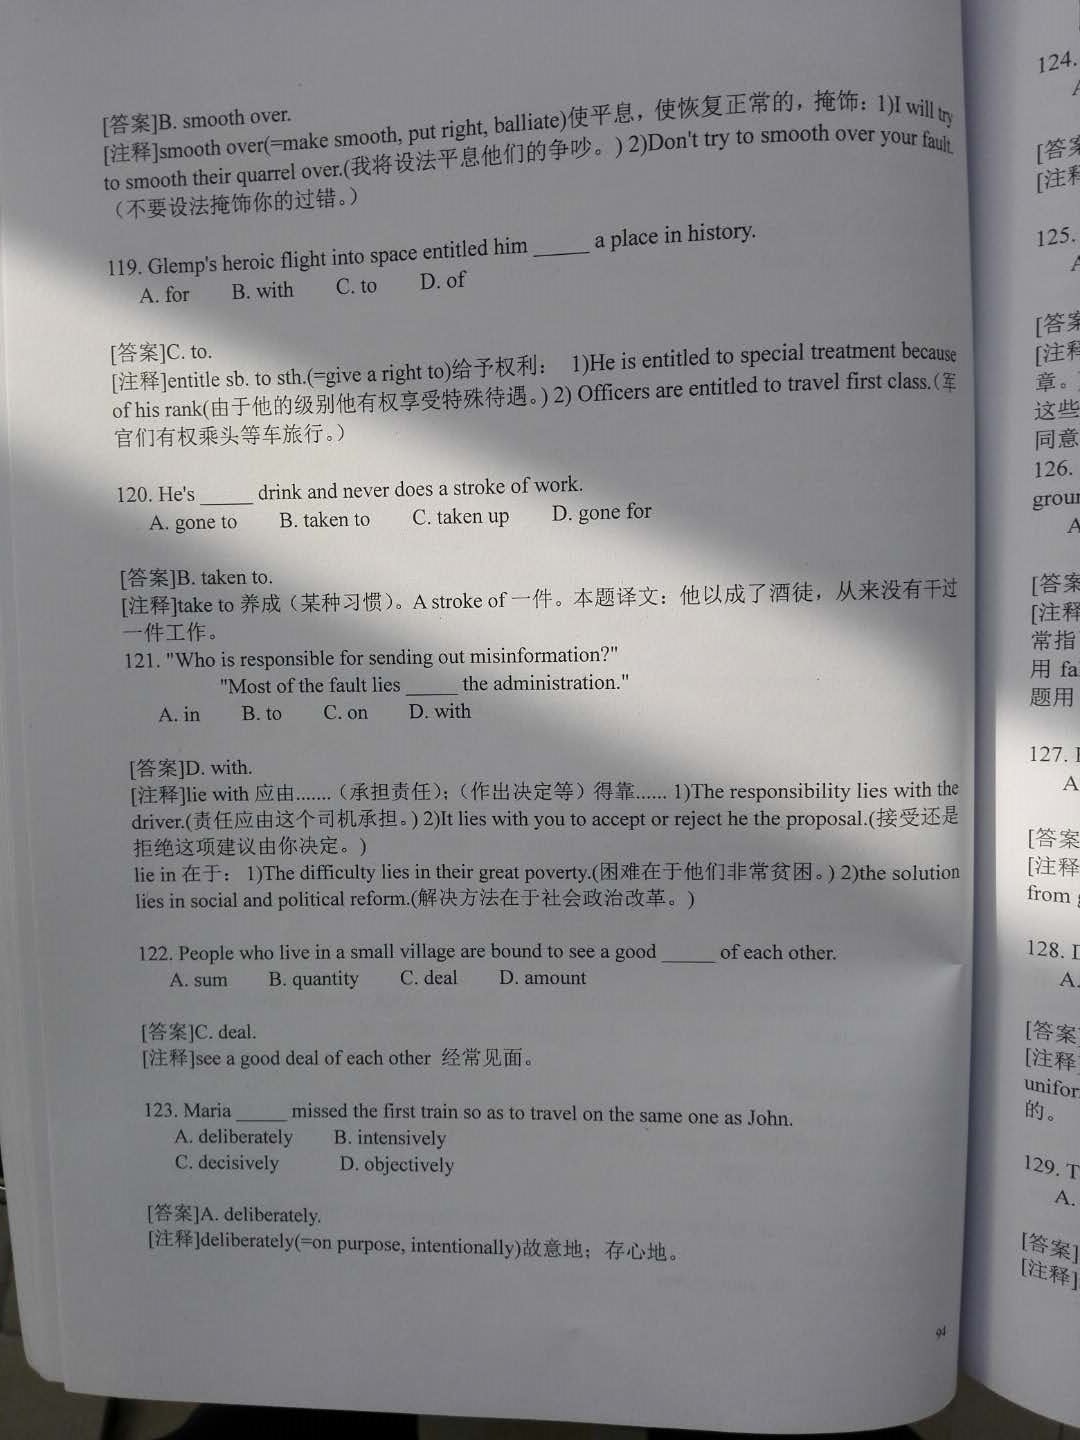 [答案]B. smooth over.
[注释]smooth over(=make smooth, put right, balliate)使平息，使恢复正常的，掩饰：1)I will try
to smooth their quarrel over.(我将设法平息他们的争吵。) 2)Don't try to smooth over your fault.
（不要设法掩饰你的过错。）
119. Glemp's heroic flight into space entitled him _____ a place in history.
A. for B. with C. to D. of
[答案]C. to.
[注释]entitle sb. to sth.(=give a right to)给予权利： 1)He is entitled to special treatment because
of his rank(由于他的级别他有权享受特殊待遇。) 2) Officers are entitled to travel first class.（军
官们有权乘头等车旅行。）
120. He's _____ drink and never does a stroke of work.
A. gone to B. taken to C. taken up D. gone for
[答案]B. taken to.
[注释]take to 养成（某种习惯）。A stroke of 一件。本题译文：他以成了酒徒，从来没有干过
一件工作。
121. "Who is responsible for sending out misinformation?"
"Most of the fault lies _____ the administration."
A. in B. to C. on D. with
[答案]D. with.
[注释]lie with 应由.......（承担责任）；（作出决定等）得靠...... 1)The responsibility lies with the
driver.(责任应由这个司机承担。) 2)It lies with you to accept or reject he the proposal.(接受还是
拒绝这项建议由你决定。)
lie in 在于： 1)The difficulty lies in their great poverty.(困难在于他们非常贫困。) 2)the solution
lies in social and political reform.(解决方法在于社会政治改革。)
122. People who live in a small village are bound to see a good _____ of each other.
A. sum B. quantity C. deal D. amount
[答案]C. deal.
[注释]see a good deal of each other 经常见面。
123. Maria _____ missed the first train so as to travel on the same one as John.
A. deliberately B. intensively
C. decisively D. objectively
[答案]A. deliberately.
[注释]deliberately(=on purpose, intentionally)故意地；存心地。
94
124.
[答案
[注释
125.
[答案
[注释
章。
这些
同意
126.
groun
A
[答案
[注释
常指
用 fa
题用
127.
A
[答案
[注释
from
128.
A.
[答案]
[注释]
unifor
的。
129. T
A.
[答案]
[注释]